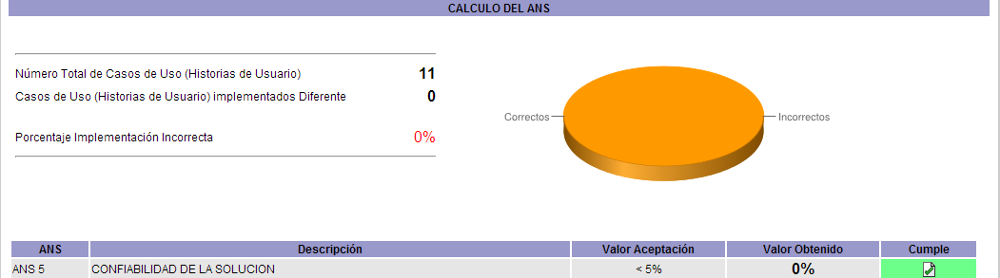 CALCULO DEL ANS
Número Total de Casos de Uso (Historias de Usuario) 11
Casos de Uso (Historias de Usuario) implementados Diferente 0
Porcentaje Implementación Incorrecta 0%
Correctos Incorrectos
ANS Descripción Valor Aceptación Valor Obtenido Cumple
ANS 5 CONFIABILIDAD DE LA SOLUCION < 5% 0%